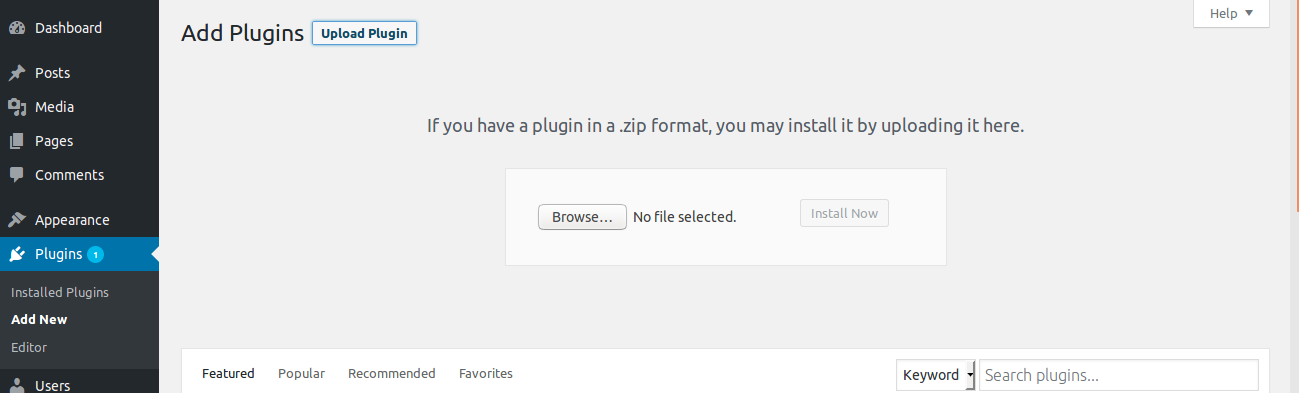 Dashboard
Posts
Media
Pages
Comments
Appearance
Plugins 1
Installed Plugins
Add New
Editor
Users
Add Plugins Upload Plugin
Help
If you have a plugin in a .zip format, you may install it by uploading it here.
Browse... No file selected. Install Now
Featured Popular Recommended Favorites Keyword Search plugins...